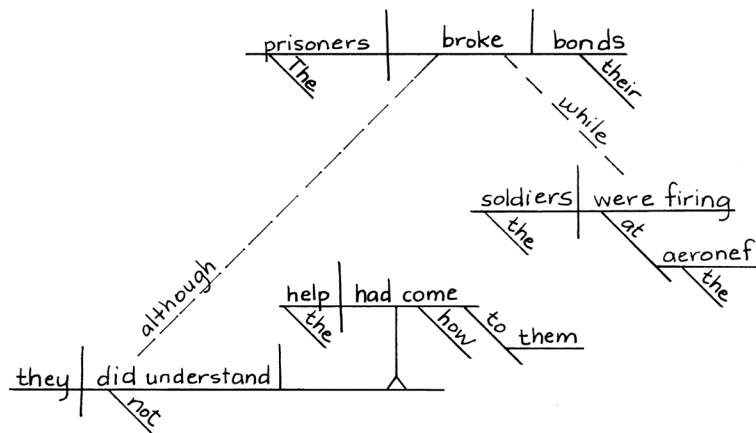 prisoners broke bonds
The their
while
soldiers were firing
the at
aeronef
the
although
help had come
the how to
them
they did understand
not